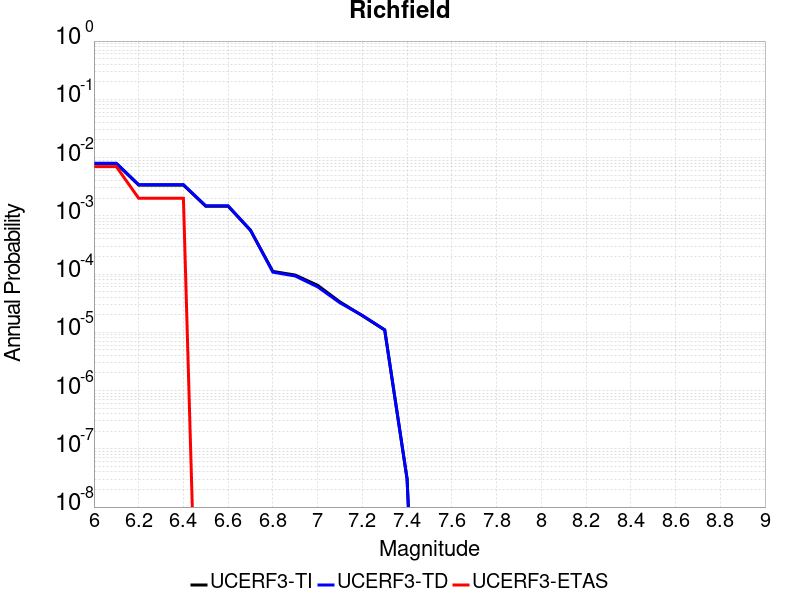 Richfield
10^0
10^-1
10^-2
10^-3
10^-4
10^-5
10^-6
10^-7
10^-8
Annual Probability
6 6.2 6.4 6.6 6.8 7 7.2 7.4 7.6 7.8 8 8.2 8.4 8.6 8.8 9
Magnitude
UCERF3-TI UCERF3-TD UCERF3-ETAS